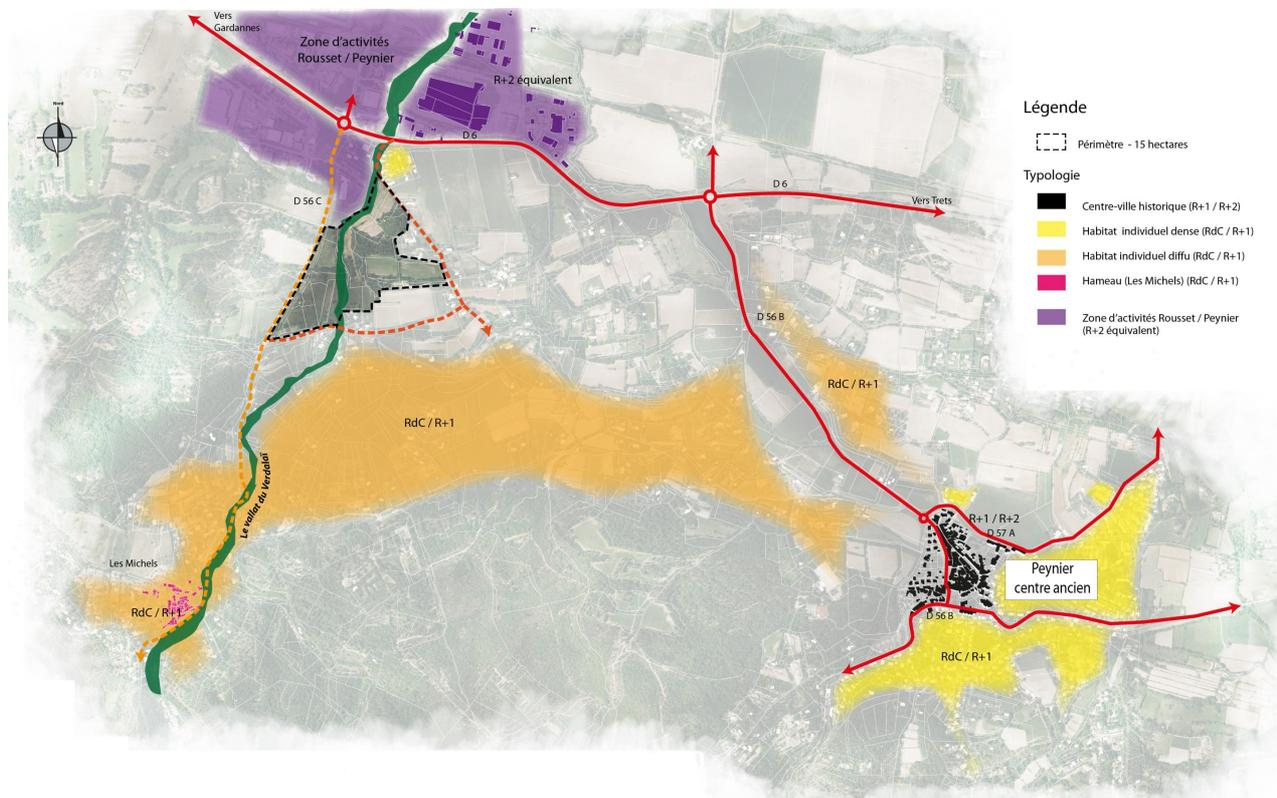 Vers
Gardannes
Zone d'activités
Rousset / Peynier
R+2 équivalent
Nord
D 6
D 56 C
D 6
Vers Trets
D 56 B
RdC / R+1
RdC / R+1
Le vallat du Verdalaï
R+1 / R+2
D 57 A
Les Michels
RdC / R+1
Peynier
centre ancien
D 56 B
RdC / R+1
Légende
Périmètre - 15 hectares
Typologie
Centre-ville historique (R+1 / R+2)
Habitat individuel dense (RdC / R+1)
Habitat individuel diffu (RdC / R+1)
Hameau (Les Michels) (RdC / R+1)
Zone d'activités Rousset / Peynier
(R+2 équivalent)